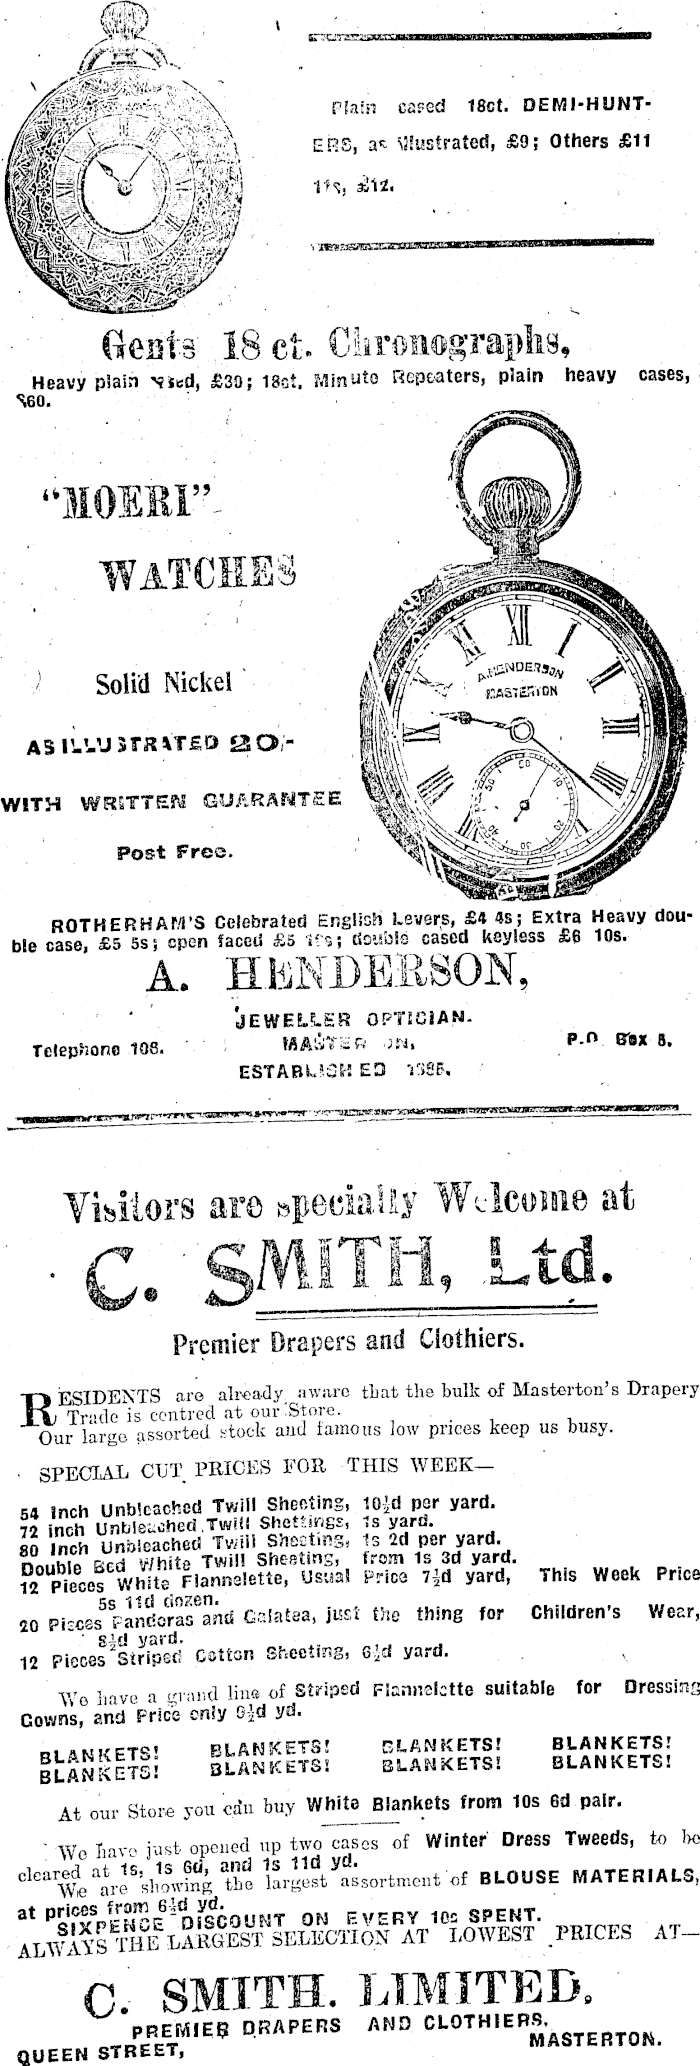 Plain cased 18ct. DEMI-HUNT-
ERS, as illustrated, £9; Others £11
11s, £12.
Gents 18 ct. Chronographs,
Heavy plain cased, £30; 18ct. Minute Repeaters, plain heavy cases,
£60.
"MOERI"
WATCHES
Solid Nickel
AS ILLUSTRATED 20/-
WITH WRITTEN GUARANTEE
Post Free.
A. HENDERSON
MASTERTON
ROTHERHAM'S Celebrated English Levers, £4 4s; Extra Heavy dou-
ble case, £5 5s; open faced £5 double cased keyless £6 10s.
A. HENDERSON,
JEWELLER OPTICIAN.
Telephone 108. MASTERTON, P.O. Box 5.
ESTABLISHED
Visitors are specially Welcome at
C. SMITH, Ltd.
Premier Drapers and Clothiers.
RESIDENTS are already aware that the bulk of Masterton's Drapery
Trade is centred at our Store.
Our large assorted stock and famous low prices keep us busy.
SPECIAL CUT PRICES FOR THIS WEEK—
54 Inch Unbleached Twill Sheeting, 10½d per yard.
72 inch Unbleached Twill Shettings, 1s yard.
80 Inch Unbleached Twill Sheeting, 1s 2d per yard.
Double Bed White Twill Sheeting, from 1s 3d yard.
12 Pieces White Flannelette, Usual Price 7½d yard, This Week Price
5s 11d dozen.
20 Pieces Pandoras and Galatea, just the thing for Children's Wear,
8½d yard.
12 Pieces Striped Cotton Sheeting, 6½d yard.
We have a grand line of Striped Flannelette suitable for Dressing
Gowns, and Price only 6½d yd.
BLANKETS! BLANKETS! BLANKETS! BLANKETS!
BLANKETS! BLANKETS! BLANKETS! BLANKETS!
At our Store you can buy White Blankets from 10s 6d pair.
We have just opened up two cases of Winter Dress Tweeds, to be
cleared at 1s, 1s 6d, and 1s 11d yd.
We are showing the largest assortment of BLOUSE MATERIALS,
at prices from 6½d yd.
SIXPENCE DISCOUNT ON EVERY 10s SPENT.
ALWAYS THE LARGEST SELECTION AT LOWEST PRICES AT—
C. SMITH. LIMITED,
PREMIER DRAPERS AND CLOTHIERS,
QUEEN STREET, MASTERTON.